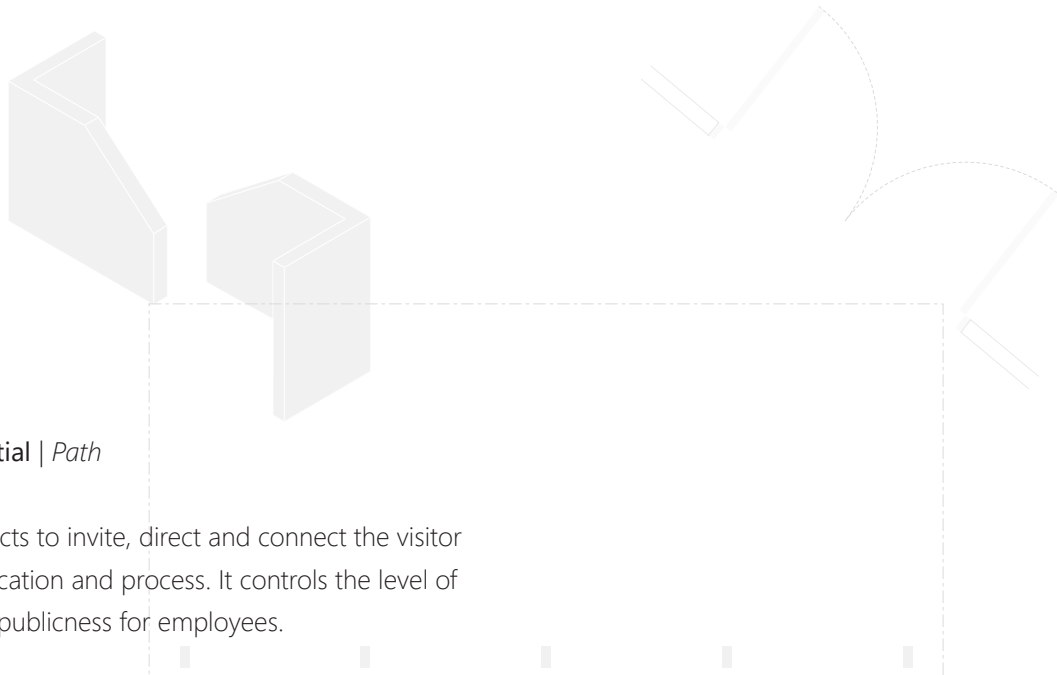 tial | Path
cts to invite, direct and connect the visitor
cation and process. It controls the level of
publicness for employees.